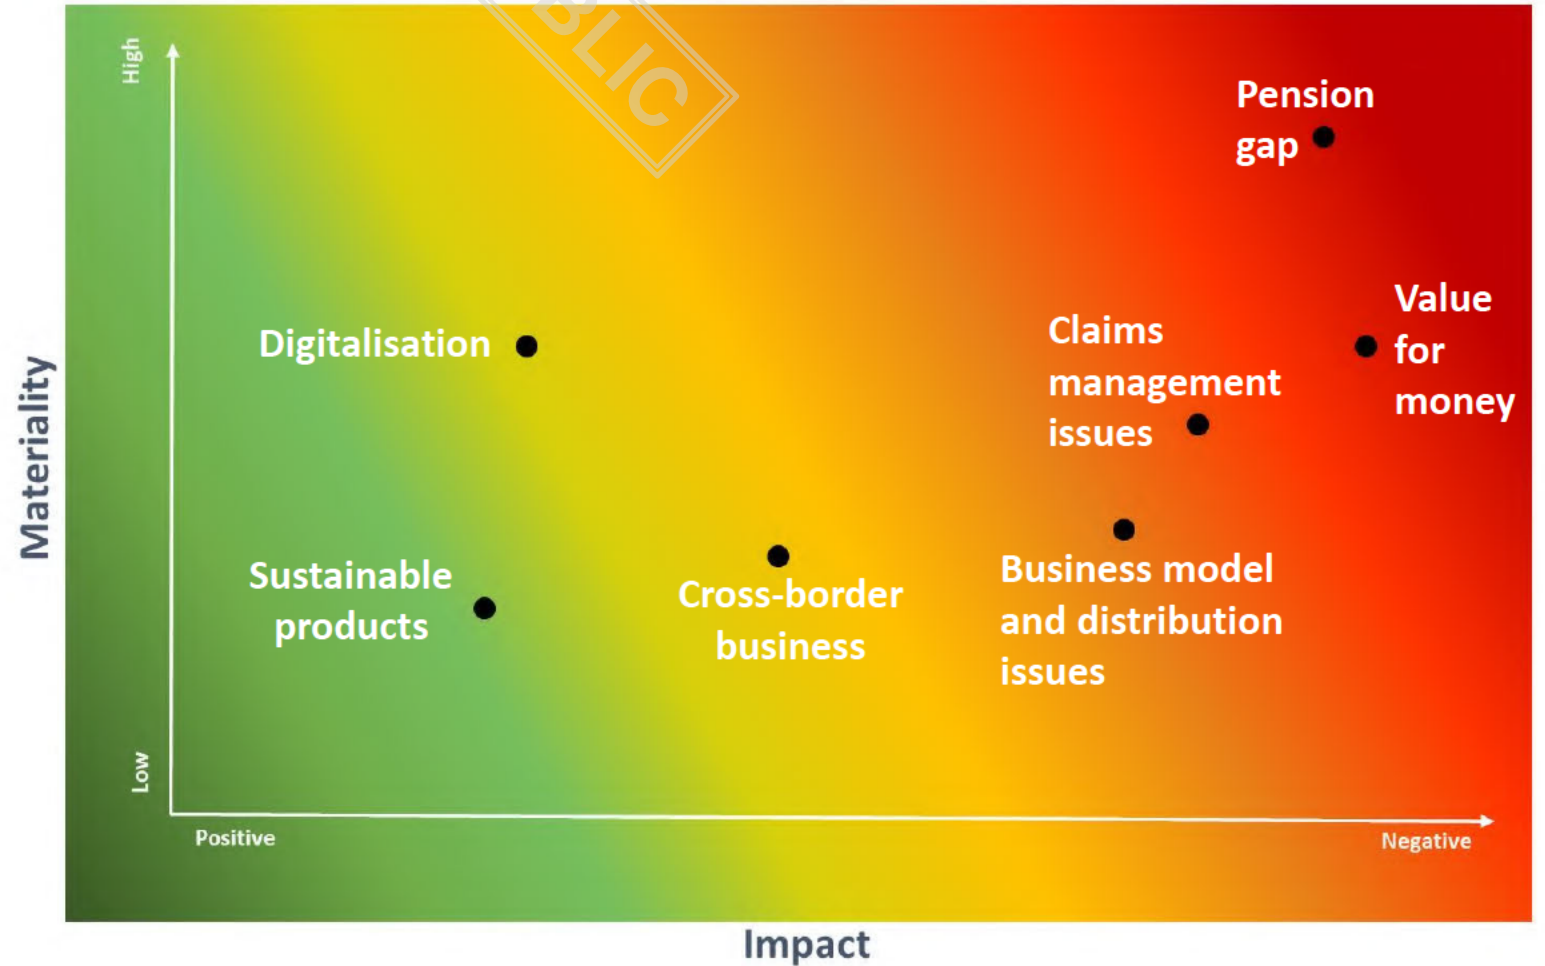 BLIC
High
Pension
gap
Value
for
money
Claims
management
issues
Digitalisation
Materiality
Sustainable
products
Cross-border
business
Business model
and distribution
issues
Low
Positive
Negative
Impact